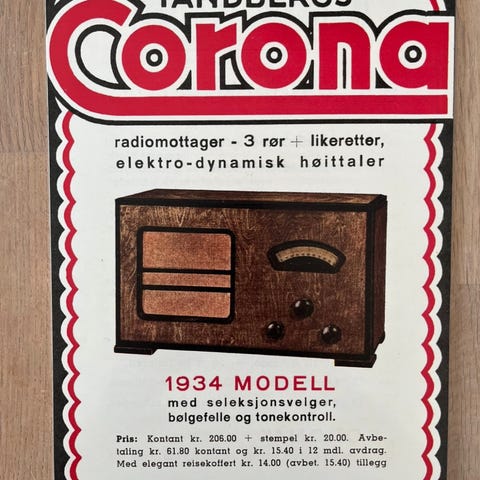 TANDBERGS
Corona
radiomottager - 3 rør + likeretter,
elektro-dynamisk høittaler
1934 MODELL
med seleksjonsvelger,
bølgefelle og tonekontroll.
Pris: Kontant kr. 206.00 + stempel kr. 20.00. Avbe-
taling kr. 61.80 kontant og kr. 15.40 i 12 mdl. avdrag.
Med elegant reisekoffert kr. 14.00 (avbet. 15.40) tillegg